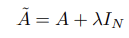 Ã = A + λI_N